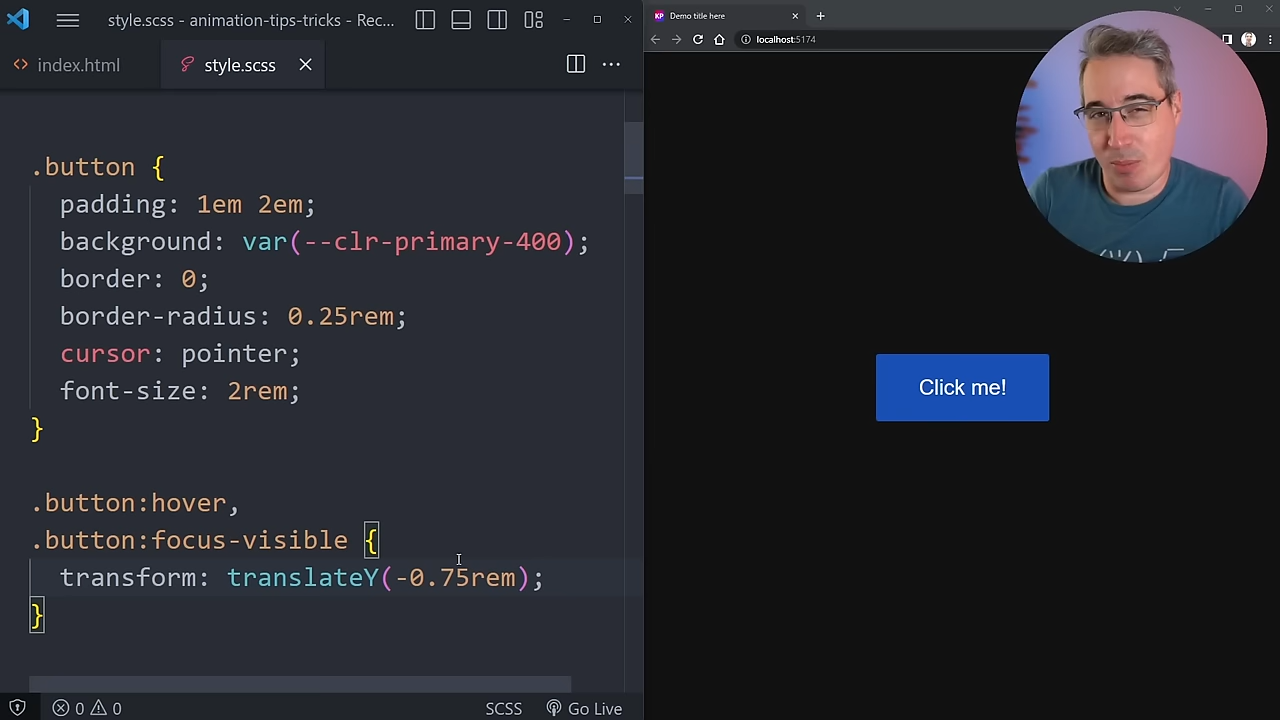 style.scss - animation-tips-tricks - Rec...
index.html
style.scss
.button {
padding: 1em 2em;
background: var(--clr-primary-400);
border: 0;
border-radius: 0.25rem;
cursor: pointer;
font-size: 2rem;
}
.button:hover,
.button:focus-visible {
transform: translateY(-0.75rem);
}
0 0
SCSS
Go Live
KP
Demo title here
localhost:5174
Click me!